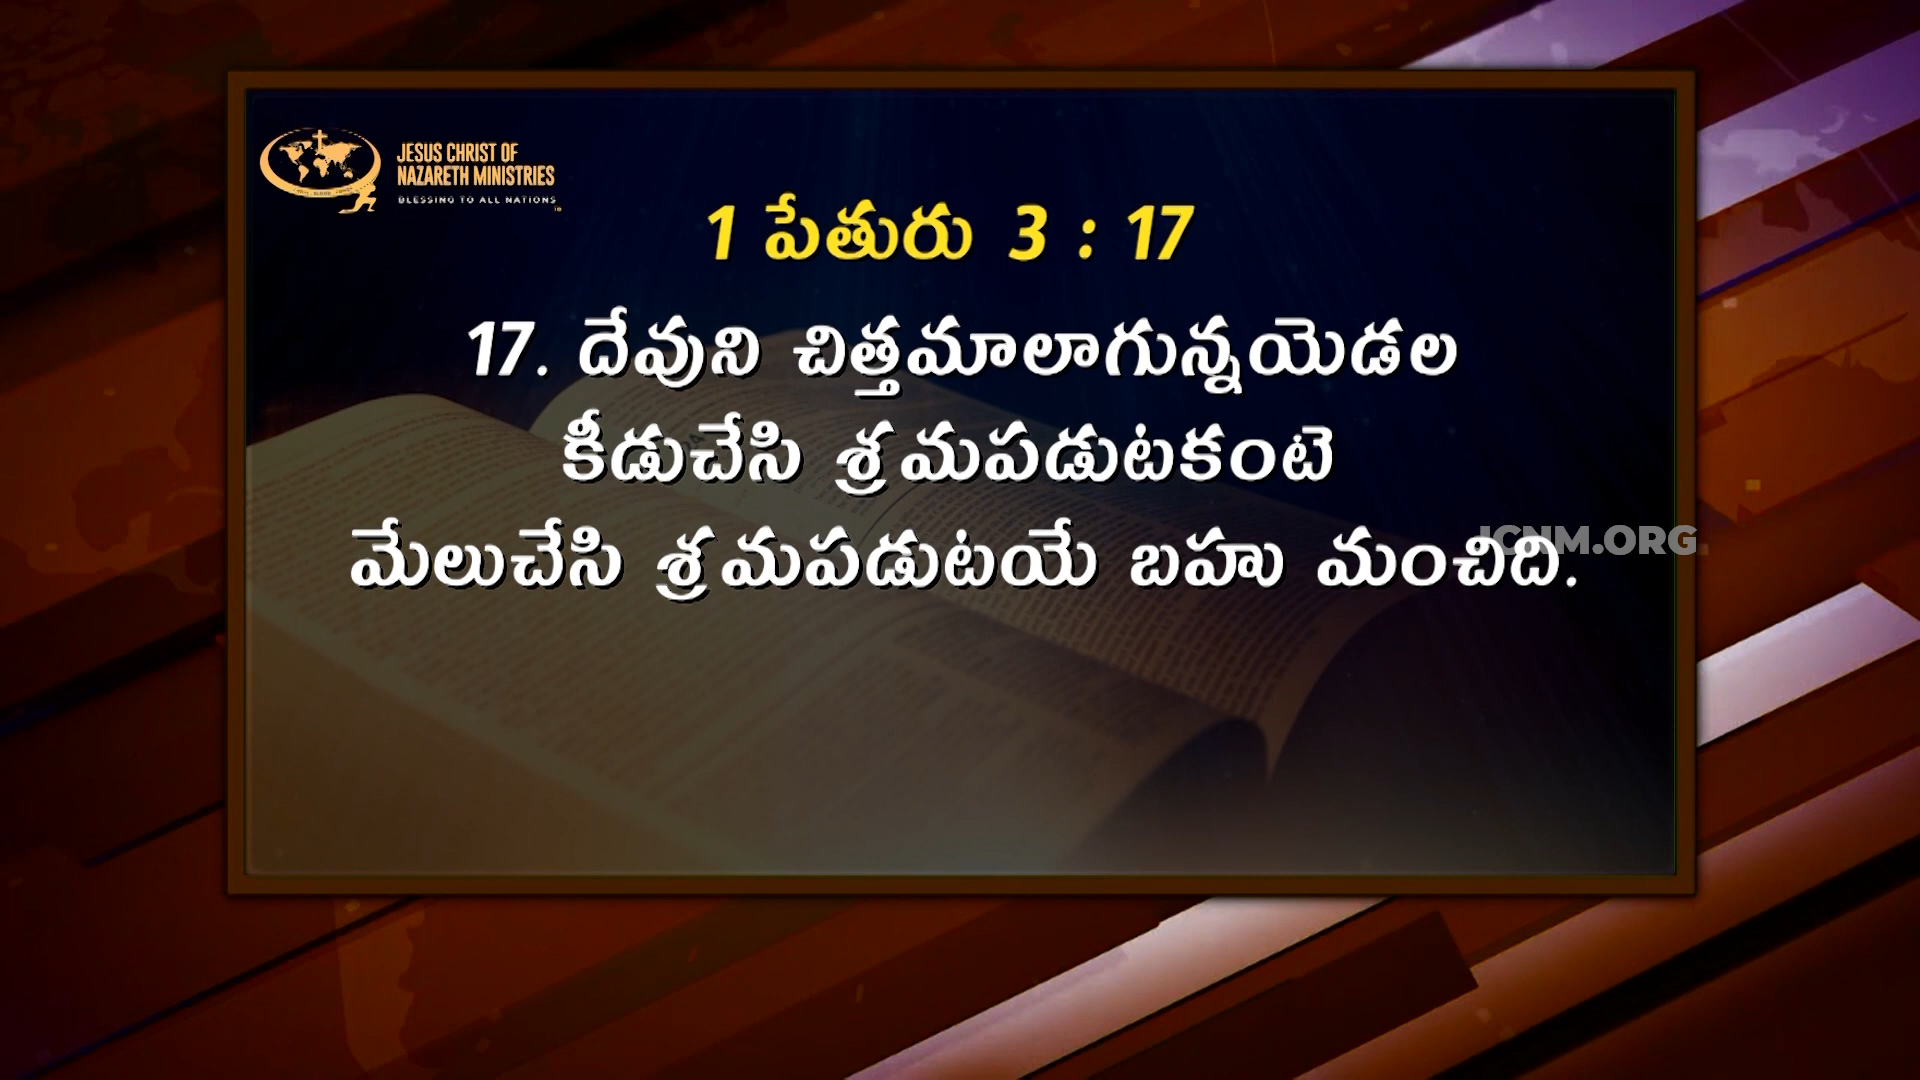 JESUS CHRIST OF
NAZARETH MINISTRIES
BLESSING TO ALL NATIONS
1 పేతురు 3 : 17
17. దేవుని చిత్తమాలాగున్నయెడల
కీడుచేసి శ్రమపడుటకంటె
మేలుచేసి శ్రమపడుటయే బహు మంచిది.
JCNM.ORG